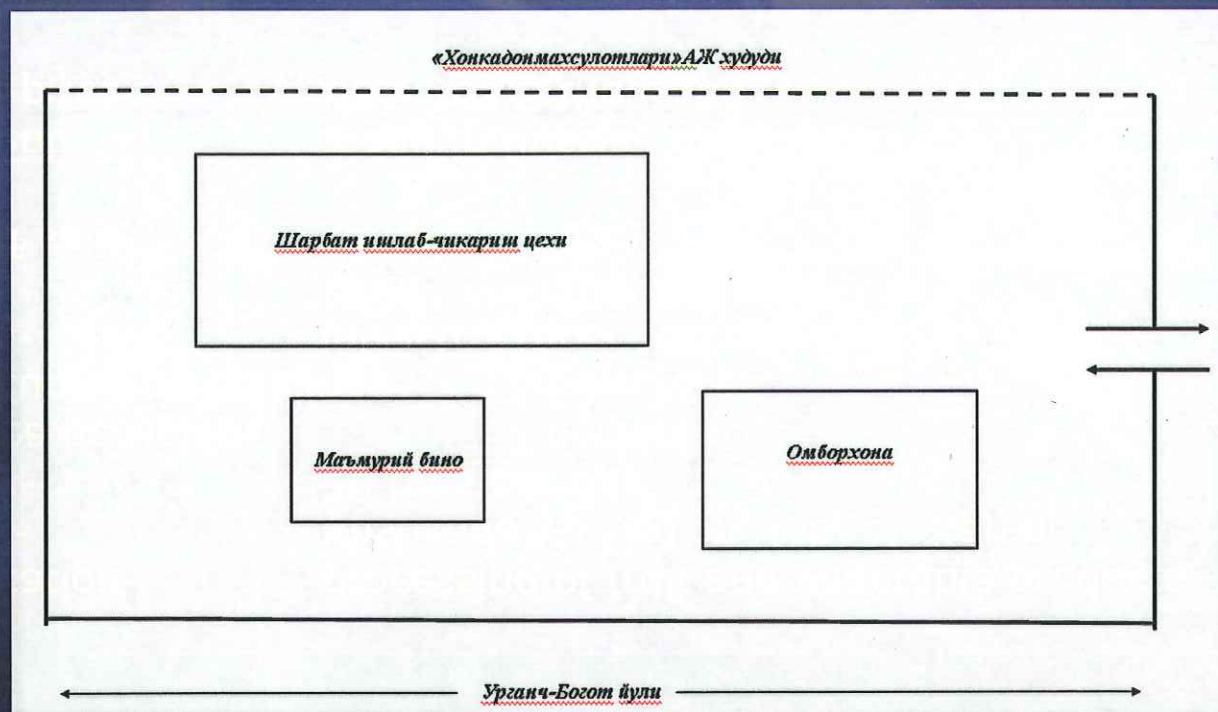 «Хонкадонмахсулотлари»АЖ худуди
Шарбат ишлаб-чикариш цехи
Маъмурий бино
Омборхона
Урганч-Богот йули